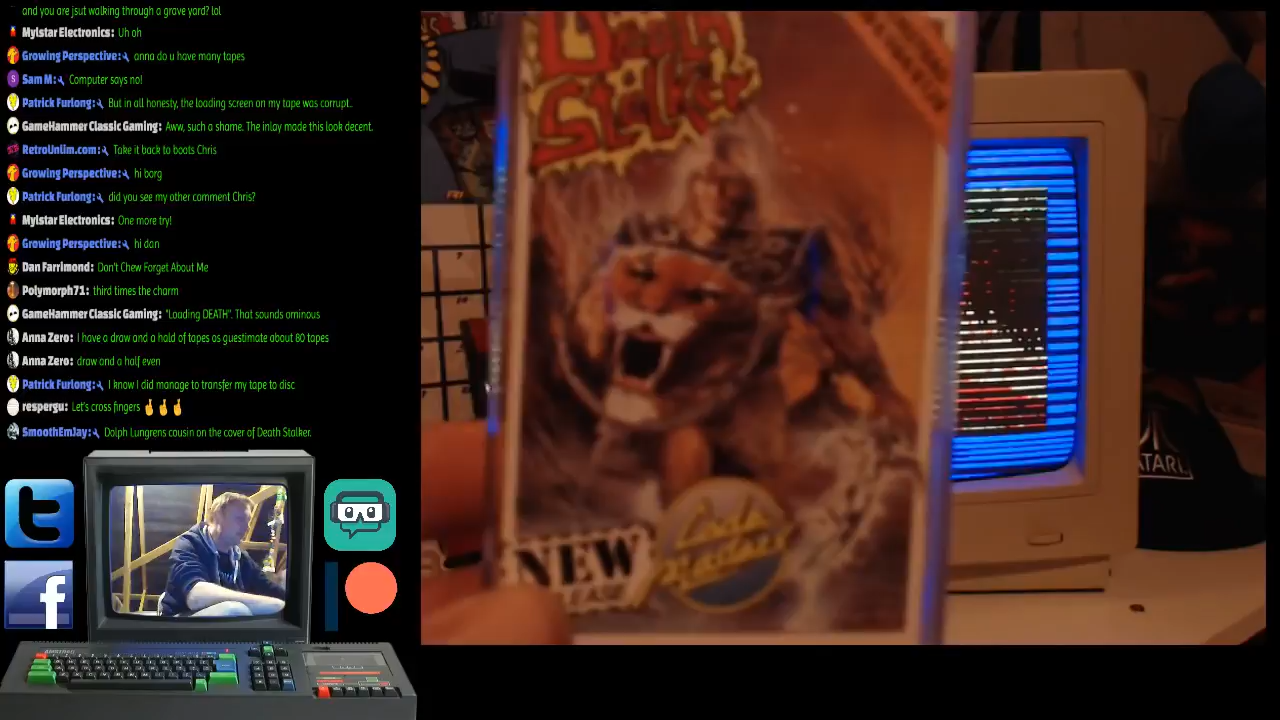 and you are jsut walking through a grave yard? lol
Mylstar Electronics: Uh oh
Growing Perspective: anna do u have many tapes
Sam M: Computer says no!
Patrick Furlong: But in all honesty, the loading screen on my tape was corrupt..
GameHammer Classic Gaming: Aww, such a shame. The inlay made this look decent.
RetroUnlim.com: Take it back to boots Chris
Growing Perspective: hi borg
Patrick Furlong: did you see my other comment Chris?
Mylstar Electronics: One more try!
Growing Perspective: hi dan
Dan Farrimond: Don't Chew Forget About Me
Polymorph71: third times the charm
GameHammer Classic Gaming: "Loading DEATH". That sounds ominous
Anna Zero: I have a draw and a hald of tapes as guestimate about 80 tapes
Anna Zero: draw and a half even
Patrick Furlong: I know I did manage to transfer my tape to disc
respergu: Let's cross fingers 🤞🤞🤞
SmoothEmJay: Dolph Lungrens cousin on the cover of Death Stalker.
Death
Stalker
NEW
Code
Masters
ATARI